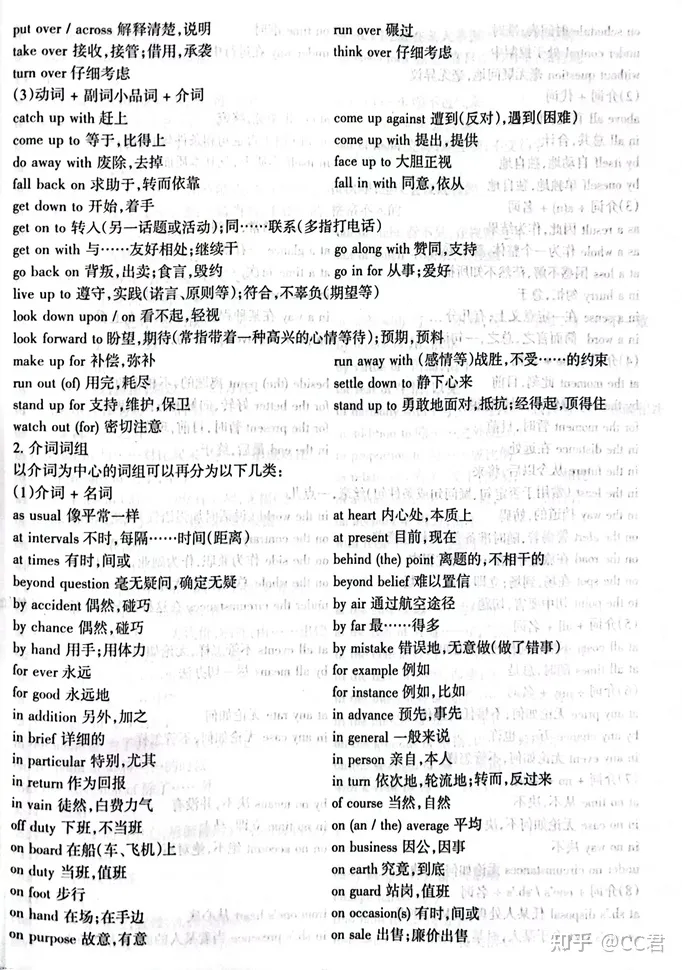 put over / across 解释清楚,说明 run over 碾过
take over 接收,接管;借用,承袭 think over 仔细考虑
turn over 仔细考虑
(3)动词 + 副词小品词 + 介词
catch up with 赶上 come up against 遭到(反对),遇到(困难)
come up to 等于,比得上 come up with 提出,提供
do away with 废除,去掉 face up to 大胆正视
fall back on 求助于,转而依靠 fall in with 同意,依从
get down to 开始,着手
get on to 转入(另一话题或活动);同……联系(多指打电话)
get on with 与……友好相处;继续干 go along with 赞同,支持
go back on 背叛,出卖;食言,毁约 go in for 从事;爱好
live up to 遵守,实践(诺言、原则等);符合,不辜负(期望等)
look down upon / on 看不起,轻视
look forward to 盼望,期待(常指带着一种高兴的心情等待);预期,预料
make up for 补偿,弥补 run away with (感情等)战胜,不受……的约束
run out (of) 用完,耗尽 settle down to 静下心来
stand up for 支持,维护,保卫 stand up to 勇敢地面对,抵抗;经得起,顶得住
watch out (for) 密切注意
2. 介词词组
以介词为中心的词组可以再分为以下几类:
(1)介词 + 名词
as usual 像平常一样 at heart 内心处,本质上
at intervals 不时,每隔……时间(距离) at present 目前,现在
at times 有时,间或 behind (the) point 离题的,不相干的
beyond question 毫无疑问,确定无疑 beyond belief 难以置信
by accident 偶然,碰巧 by air 通过航空途径
by chance 偶然,碰巧 by far 最……得多
by hand 用手;用体力 by mistake 错误地,无意做(做了错事)
for ever 永远 for example 例如
for good 永远地 for instance 例如,比如
in addition 另外,加之 in advance 预先,事先
in brief 详细的 in general 一般来说
in particular 特别,尤其 in person 亲自,本人
in return 作为回报 in turn 依次地,轮流地;转而,反过来
in vain 徒然,白费力气 of course 当然,自然
off duty 下班,不当班 on (an / the) average 平均
on board 在船(车、飞机)上 on business 因公,因事
on duty 当班,值班 on earth 究竟,到底
on foot 步行 on guard 站岗,值班
on hand 在场;在手边 on occasion(s) 有时,间或
on purpose 故意,有意 on sale 出售;廉价出售
知乎 @CC君